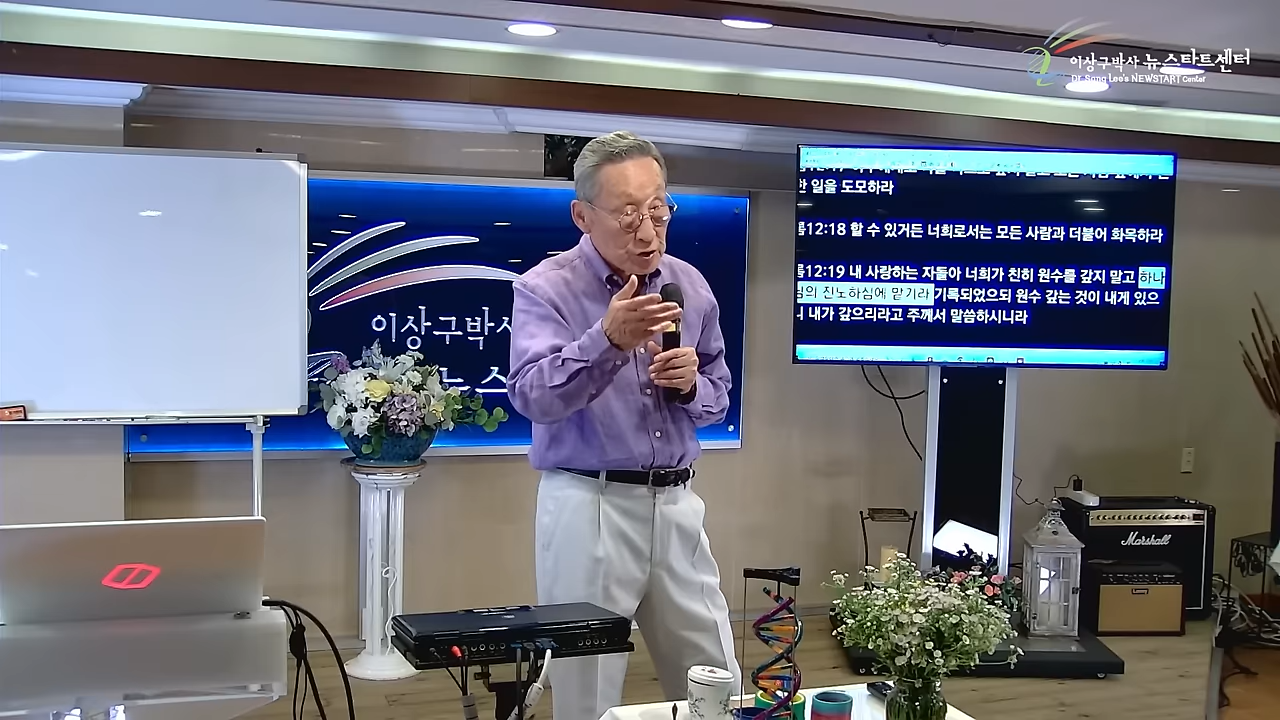 이상구박사 뉴스타트센터
Dr. Sang Lee's NEWSTART Center
한 일을 도모하라
롬12:18 할 수 있거든 너희로서는 모든 사람과 더불어 화목하라
롬12:19 내 사랑하는 자들아 너희가 친히 원수를 갚지 말고 하나
님의 진노하심에 맡기라 기록되었으되 원수 갚는 것이 내게 있으
니 내가 갚으리라고 주께서 말씀하시니라
이상구박사
뉴스
Marshall